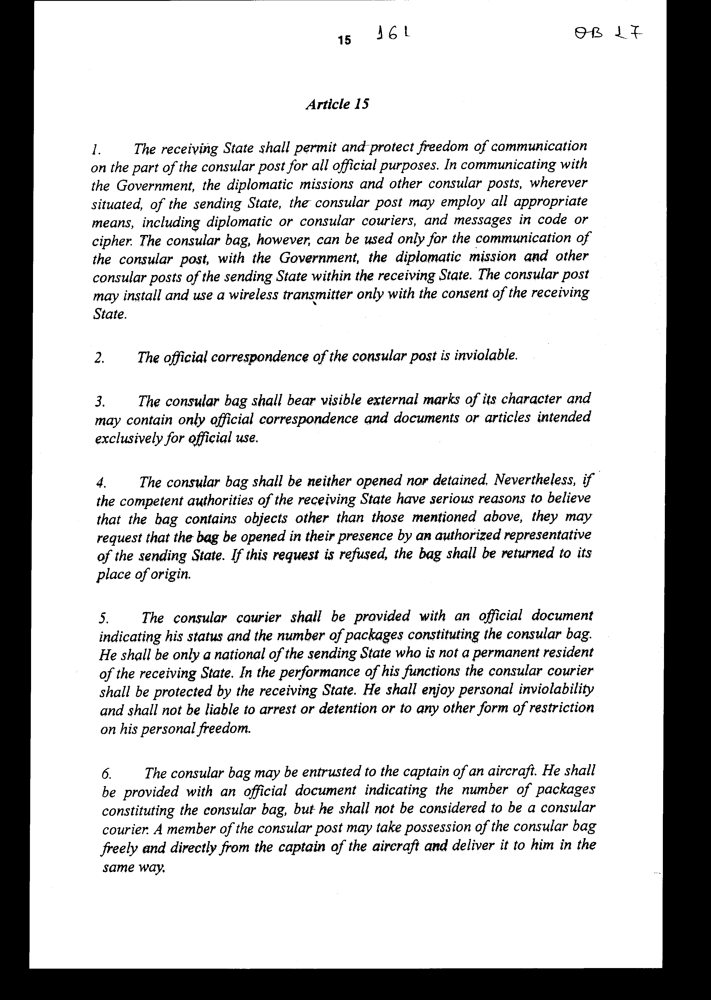 15 161 ΘB 17
Article 15
1. The receiving State shall permit and protect freedom of communication
on the part of the consular post for all official purposes. In communicating with
the Government, the diplomatic missions and other consular posts, wherever
situated, of the sending State, the consular post may employ all appropriate
means, including diplomatic or consular couriers, and messages in code or
cipher. The consular bag, however, can be used only for the communication of
the consular post, with the Government, the diplomatic mission and other
consular posts of the sending State within the receiving State. The consular post
may install and use a wireless transmitter only with the consent of the receiving
State.
2. The official correspondence of the consular post is inviolable.
3. The consular bag shall bear visible external marks of its character and
may contain only official correspondence and documents or articles intended
exclusively for official use.
4. The consular bag shall be neither opened nor detained. Nevertheless, if
the competent authorities of the receiving State have serious reasons to believe
that the bag contains objects other than those mentioned above, they may
request that the bag be opened in their presence by an authorized representative
of the sending State. If this request is refused, the bag shall be returned to its
place of origin.
5. The consular courier shall be provided with an official document
indicating his status and the number of packages constituting the consular bag.
He shall be only a national of the sending State who is not a permanent resident
of the receiving State. In the performance of his functions the consular courier
shall be protected by the receiving State. He shall enjoy personal inviolability
and shall not be liable to arrest or detention or to any other form of restriction
on his personal freedom.
6. The consular bag may be entrusted to the captain of an aircraft. He shall
be provided with an official document indicating the number of packages
constituting the consular bag, but he shall not be considered to be a consular
courier. A member of the consular post may take possession of the consular bag
freely and directly from the captain of the aircraft and deliver it to him in the
same way.